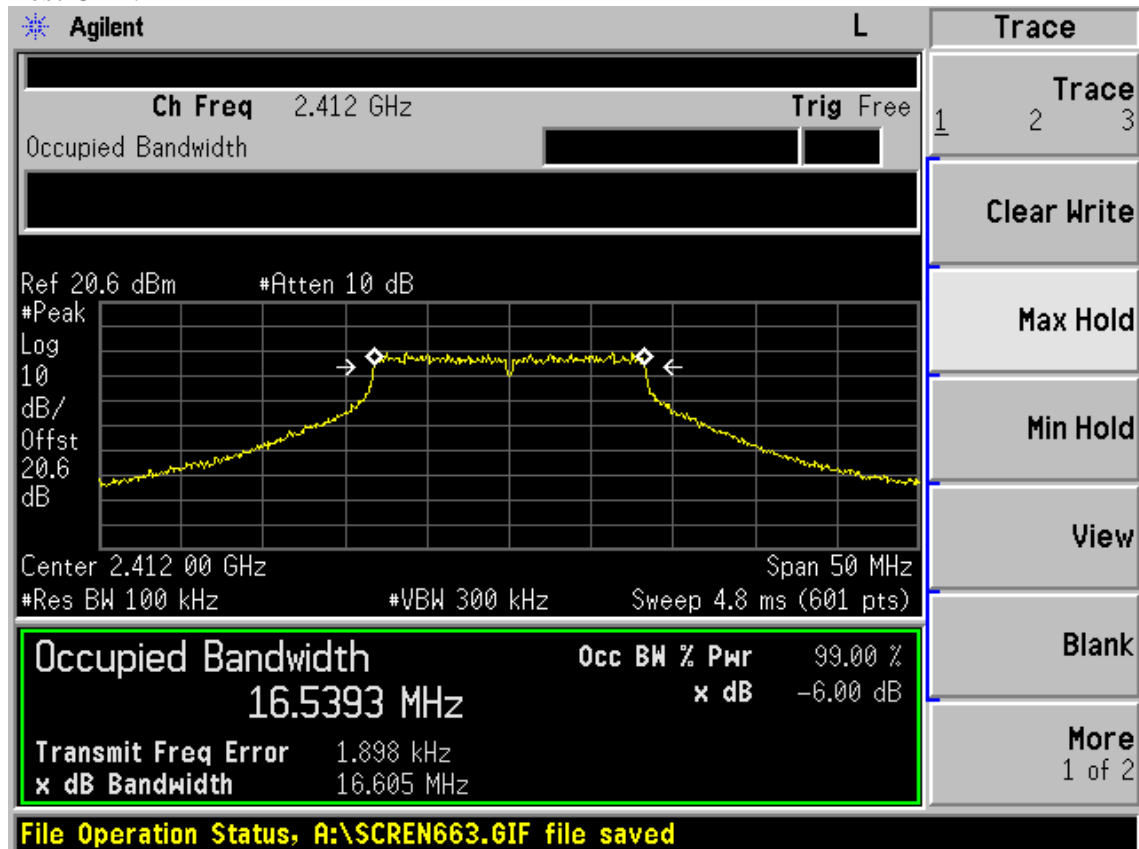 Agilent
L
Trace
Ch Freq 2.412 GHz
Trig Free
Occupied Bandwidth
Trace
1 2 3
Clear Write
Max Hold
Min Hold
View
Blank
More
1 of 2
Ref 20.6 dBm #Atten 10 dB
#Peak
Log
10
dB/
Offst
20.6
dB
Center 2.412 00 GHz Span 50 MHz
#Res BW 100 kHz #VBW 300 kHz Sweep 4.8 ms (601 pts)
Occupied Bandwidth
16.5393 MHz
Occ BW % Pwr 99.00 %
x dB -6.00 dB
Transmit Freq Error 1.898 kHz
x dB Bandwidth 16.605 MHz
File Operation Status, A:\SCREN663.GIF file saved